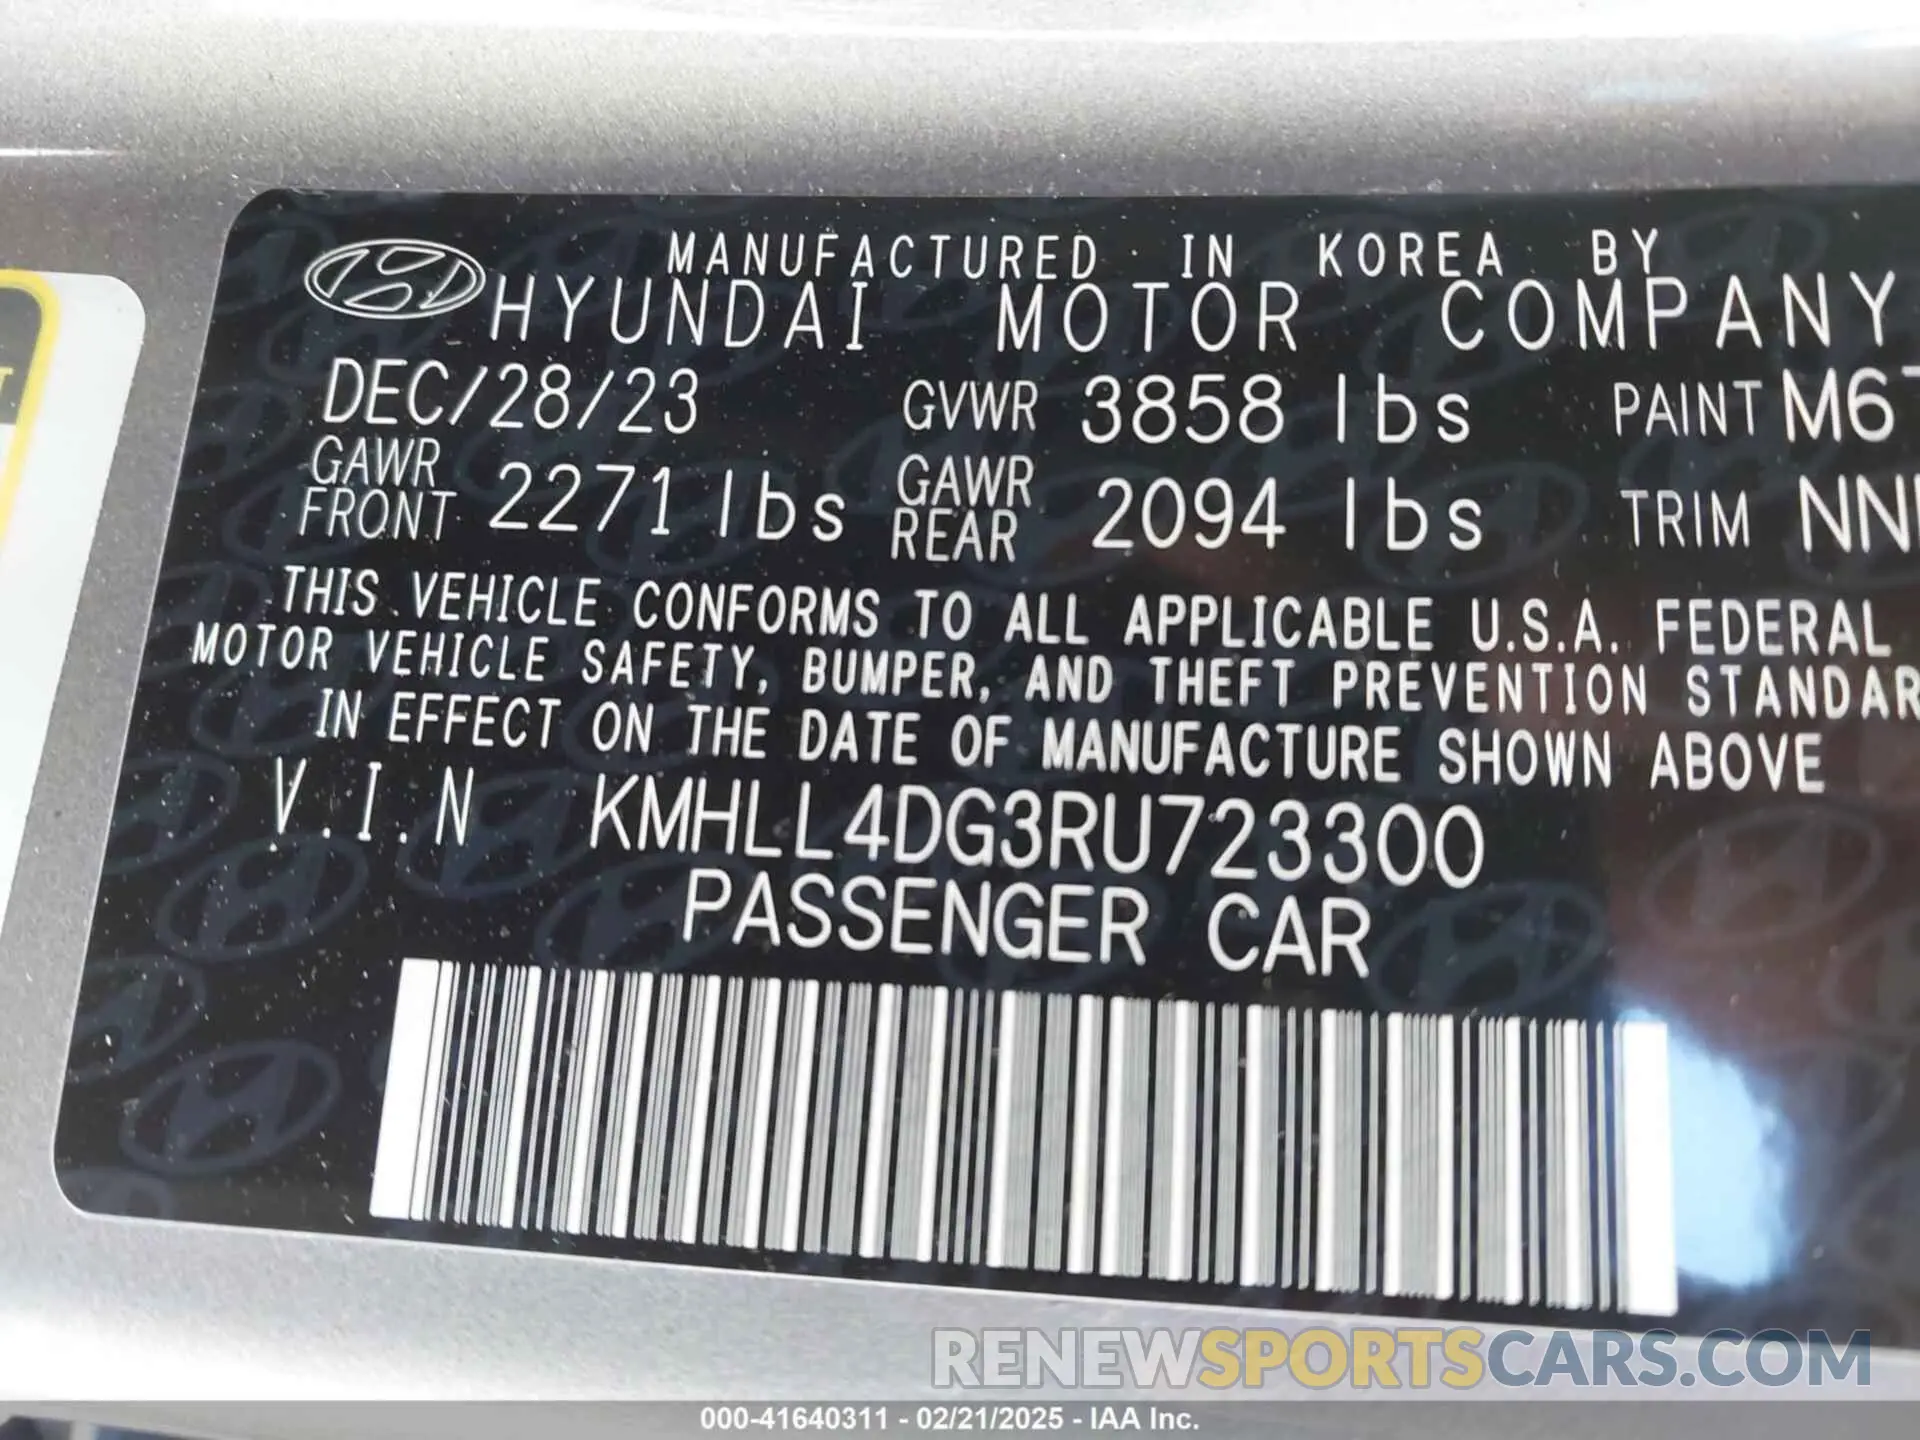 MANUFACTURED IN KOREA BY
HYUNDAI MOTOR COMPANY
DEC/28/23 GVWR 3858 lbs PAINT M6
GAWR FRONT 2271 lbs GAWR REAR 2094 lbs TRIM NN
THIS VEHICLE CONFORMS TO ALL APPLICABLE U.S.A. FEDERAL
MOTOR VEHICLE SAFETY, BUMPER, AND THEFT PREVENTION STANDAR
IN EFFECT ON THE DATE OF MANUFACTURE SHOWN ABOVE
V.I.N KMHLL4DG3RU723300
PASSENGER CAR
RENEWSPORTSCARS.COM
000-41640311 - 02/21/2025 - IAA Inc.